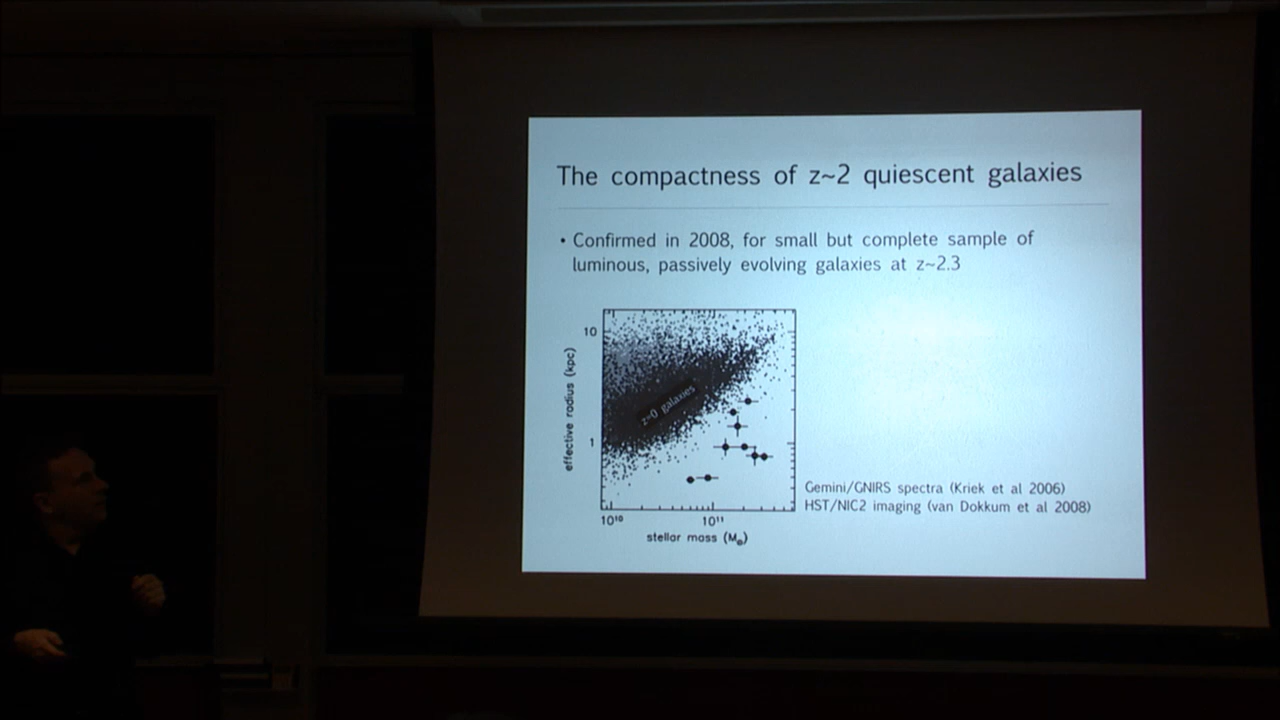 The compactness of z~2 quiescent galaxies
• Confirmed in 2008, for small but complete sample of
luminous, passively evolving galaxies at z~2.3
10
1
effective radius (kpc)
z=0 galaxies
10¹⁰ 10¹¹
stellar mass (M⊙)
Gemini/GNIRS spectra (Kriek et al 2006)
HST/NIC2 imaging (van Dokkum et al 2008)